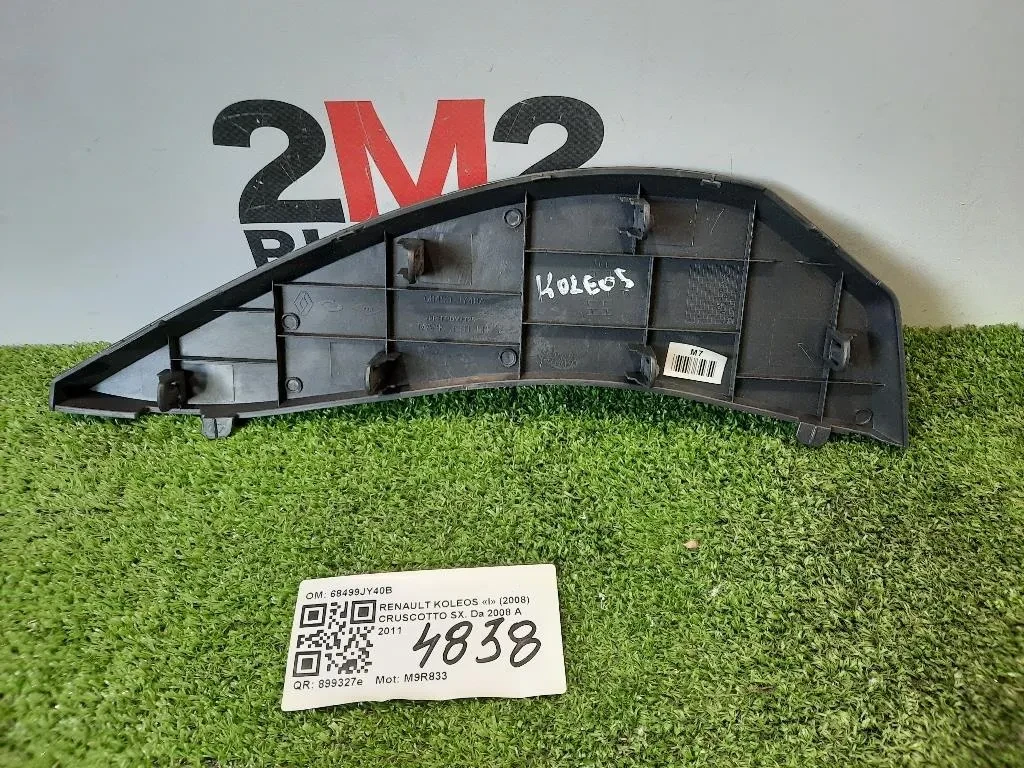 2M2
KOLEOS
M7
OM: 68499JY40B
RENAULT KOLEOS «I» (2008)
CRUSCOTTO SX. Da 2008 A
2011
4838
QR: 899327e Mot: M9R833